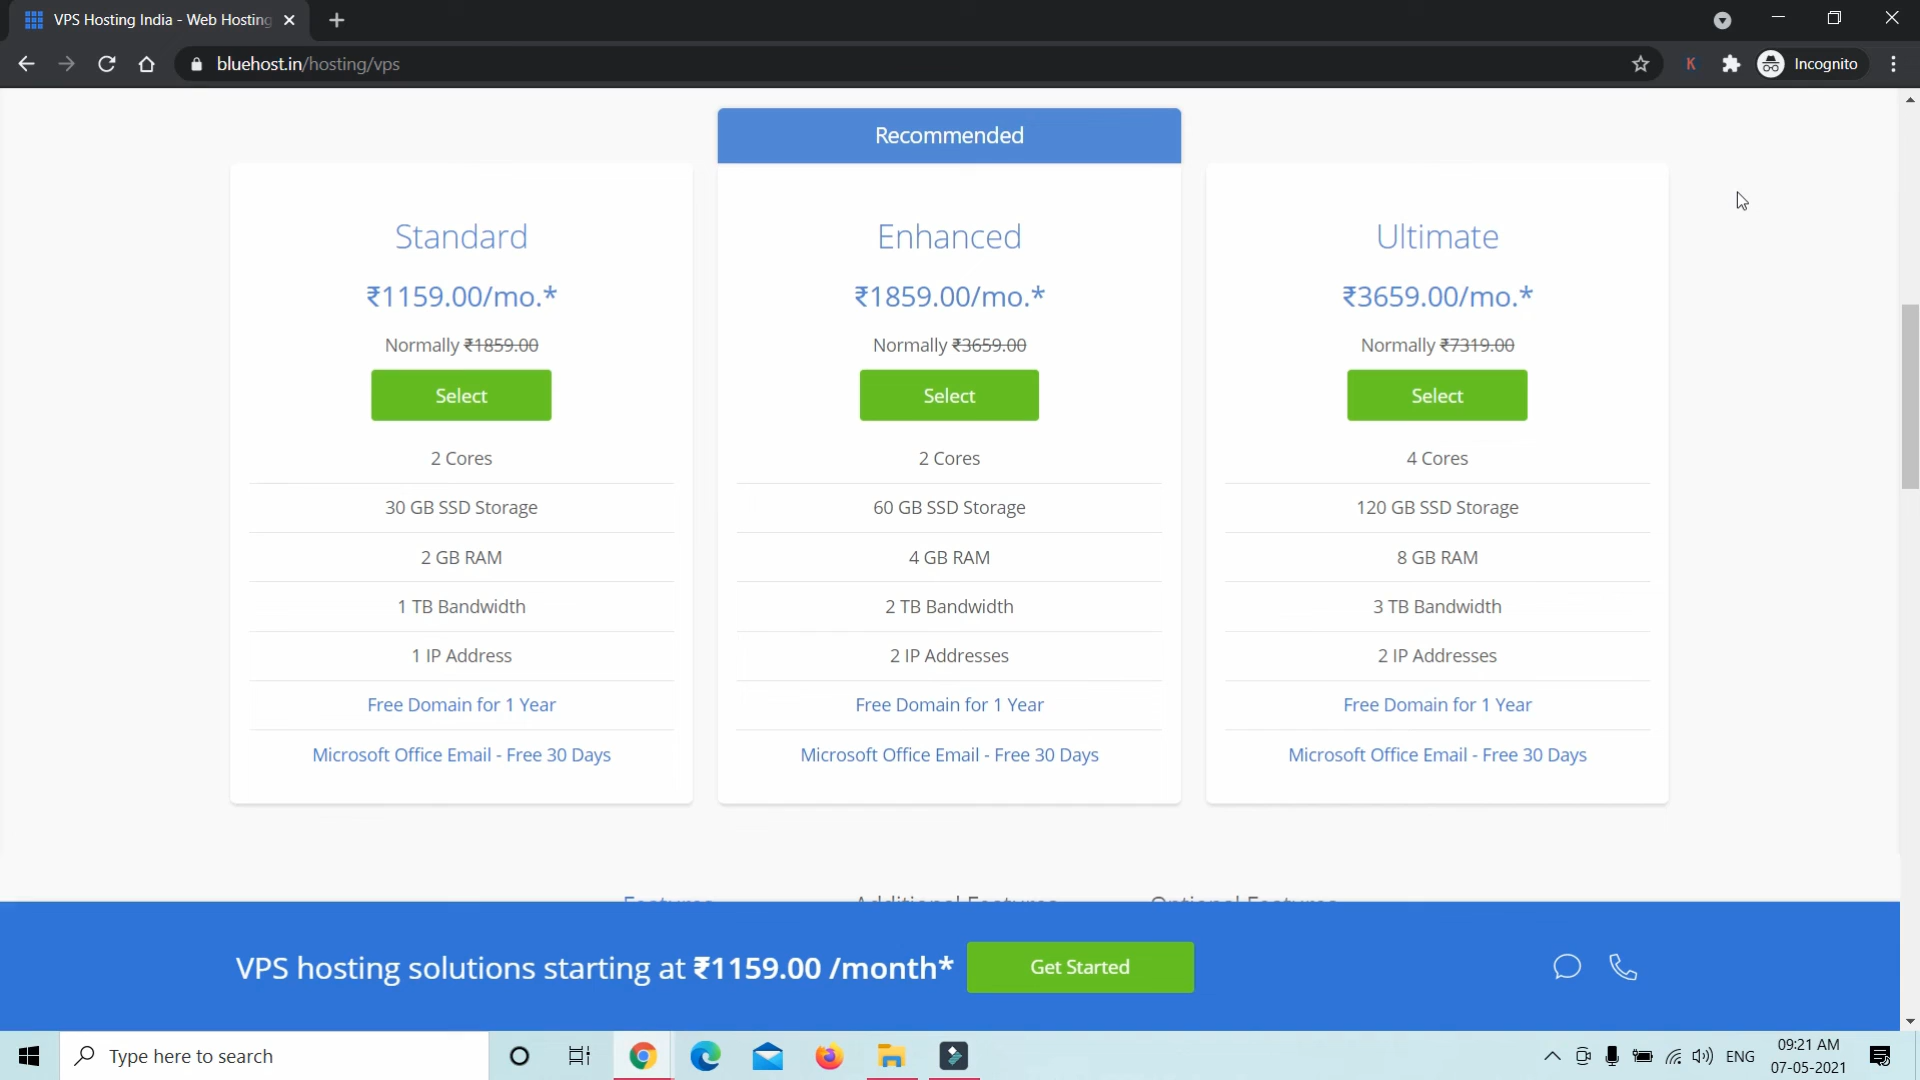 VPS Hosting India - Web Hosting
bluehost.in/hosting/vps
K
Incognito
Recommended
Standard
₹1159.00/mo.*
Normally ₹1859.00
Select
2 Cores
30 GB SSD Storage
2 GB RAM
1 TB Bandwidth
1 IP Address
Free Domain for 1 Year
Microsoft Office Email - Free 30 Days
Enhanced
₹1859.00/mo.*
Normally ₹3659.00
Select
2 Cores
60 GB SSD Storage
4 GB RAM
2 TB Bandwidth
2 IP Addresses
Free Domain for 1 Year
Microsoft Office Email - Free 30 Days
Ultimate
₹3659.00/mo.*
Normally ₹7319.00
Select
4 Cores
120 GB SSD Storage
8 GB RAM
3 TB Bandwidth
2 IP Addresses
Free Domain for 1 Year
Microsoft Office Email - Free 30 Days
Features
Additional Features
Optional Features
VPS hosting solutions starting at ₹1159.00 /month*
Get Started
Type here to search
ENG
09:21 AM
07-05-2021